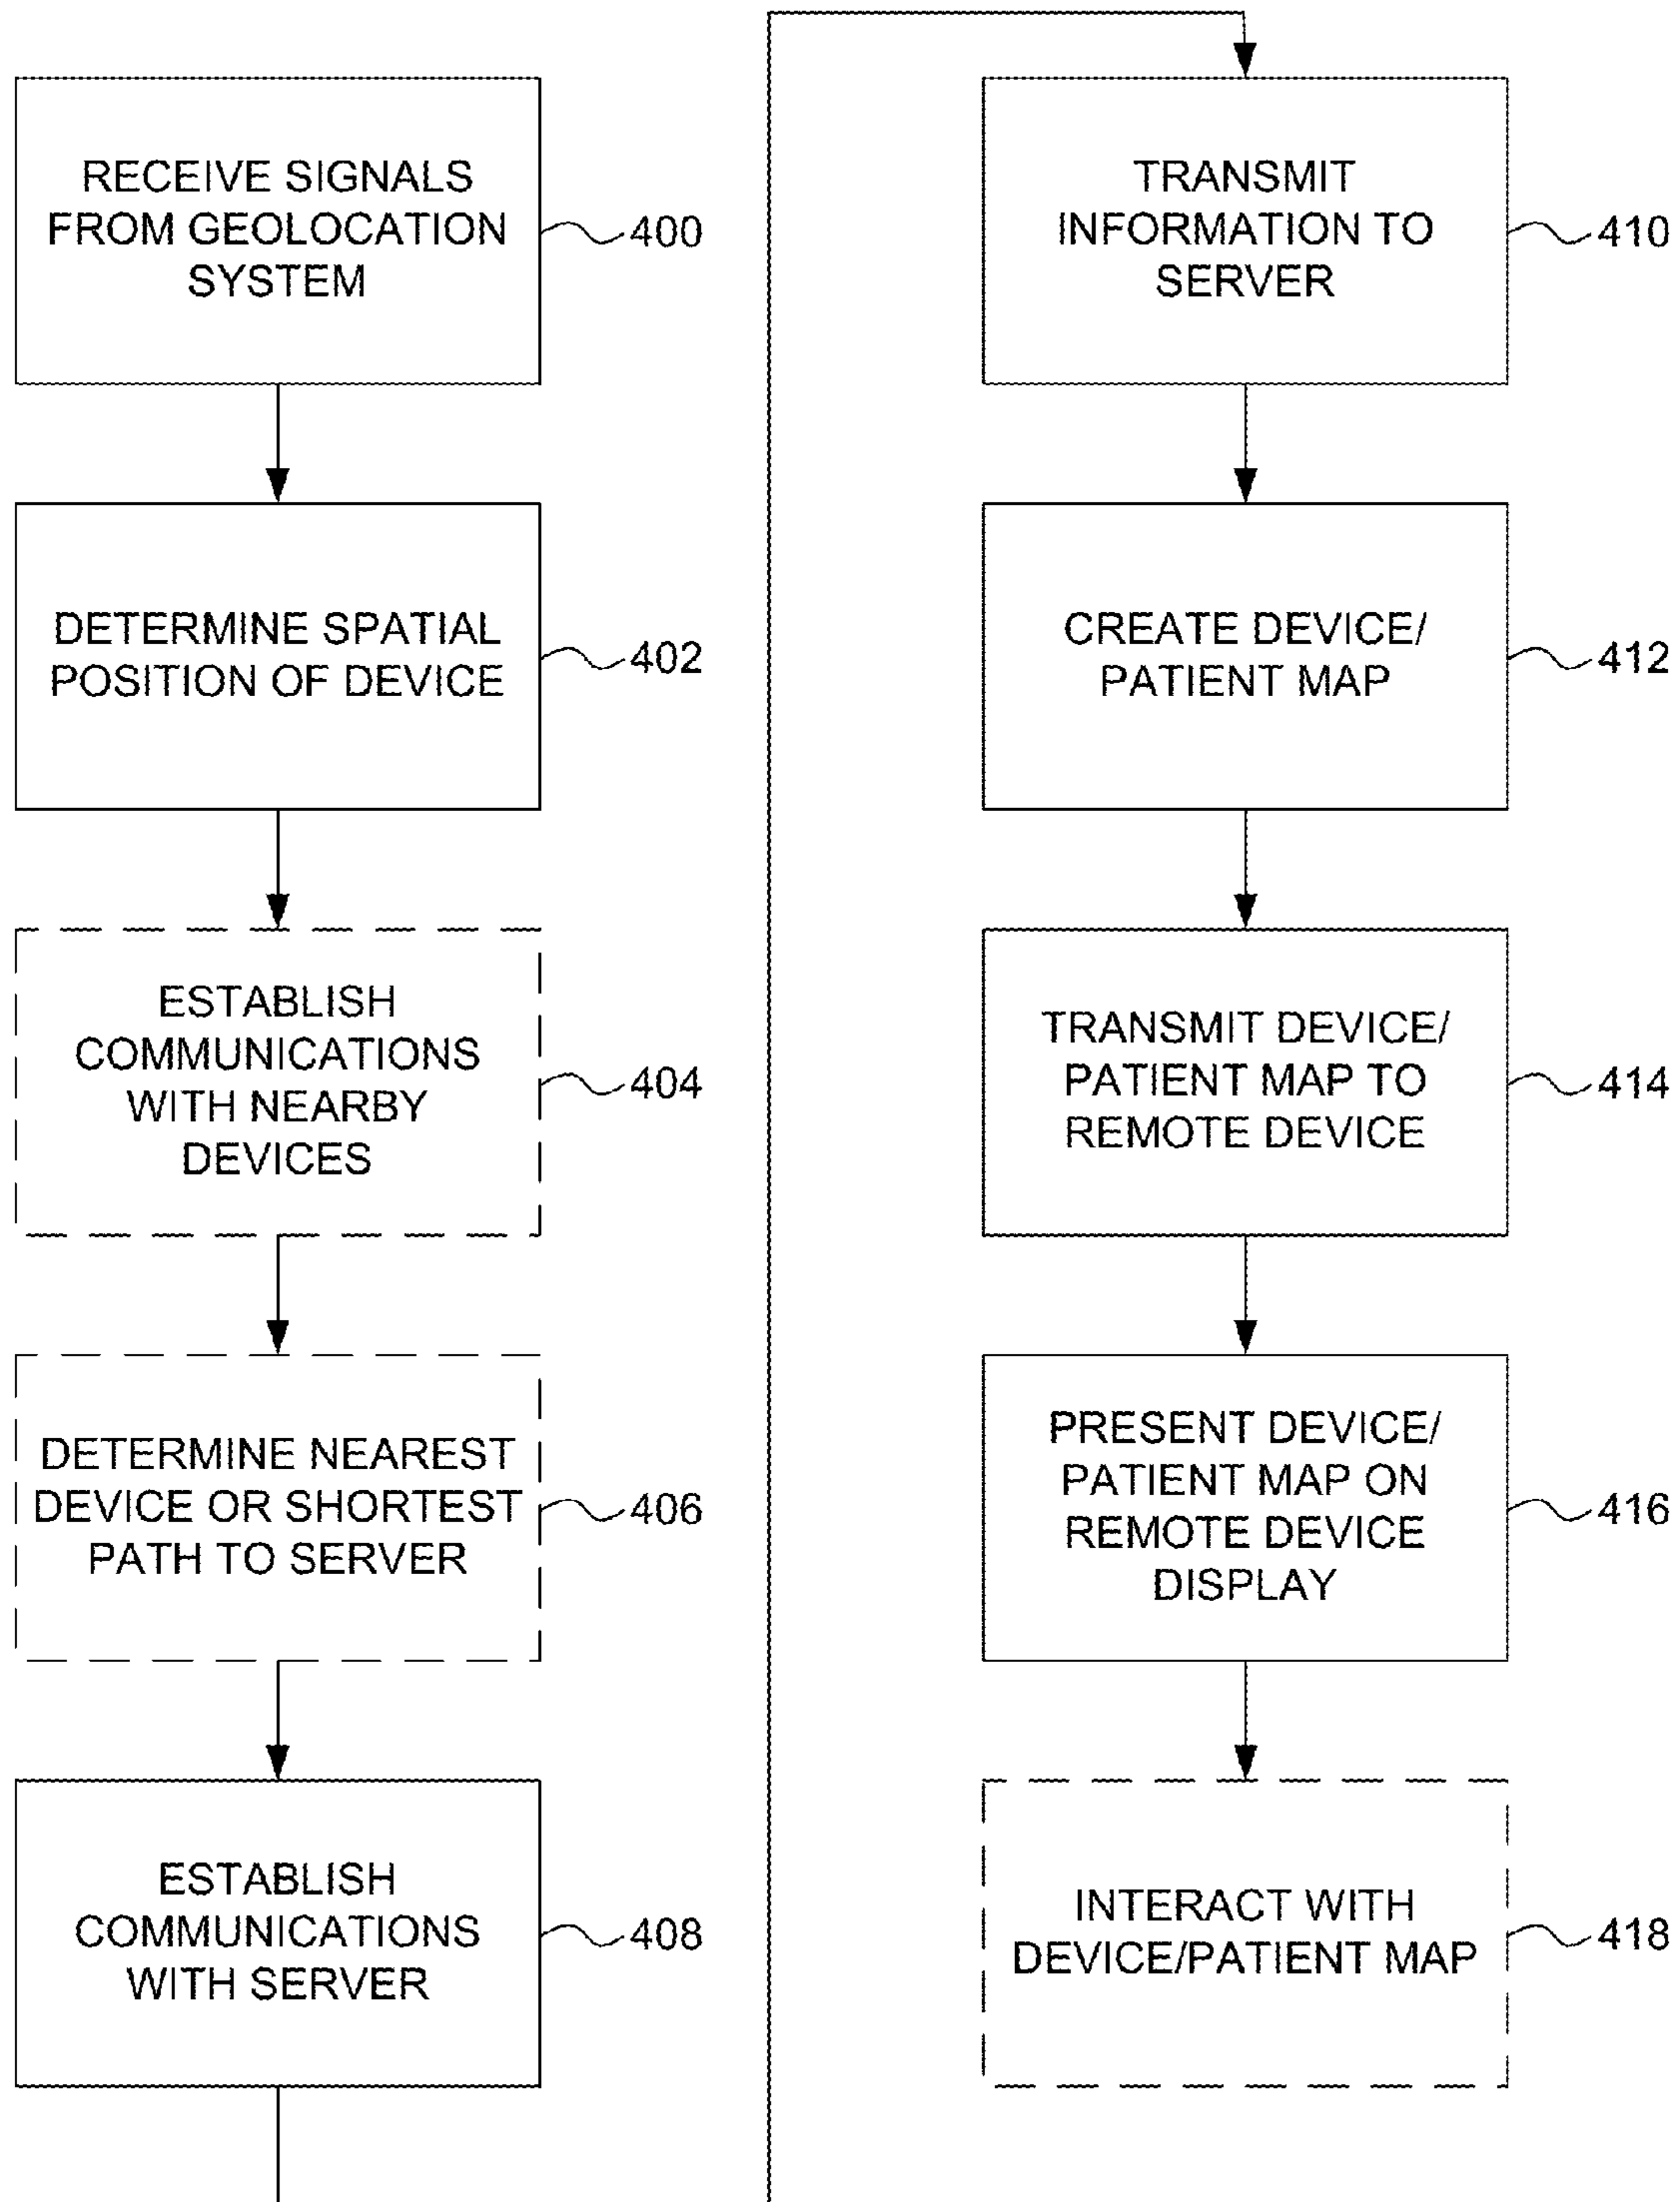 RECEIVE SIGNALS
FROM GEOLOCATION
SYSTEM
400
DETERMINE SPATIAL
POSITION OF DEVICE
402
ESTABLISH
COMMUNICATIONS
WITH NEARBY
DEVICES
404
DETERMINE NEAREST
DEVICE OR SHORTEST
PATH TO SERVER
406
ESTABLISH
COMMUNICATIONS
WITH SERVER
408
TRANSMIT
INFORMATION TO
SERVER
410
CREATE DEVICE/
PATIENT MAP
412
TRANSMIT DEVICE/
PATIENT MAP TO
REMOTE DEVICE
414
PRESENT DEVICE/
PATIENT MAP ON
REMOTE DEVICE
DISPLAY
416
INTERACT WITH
DEVICE/PATIENT MAP
418